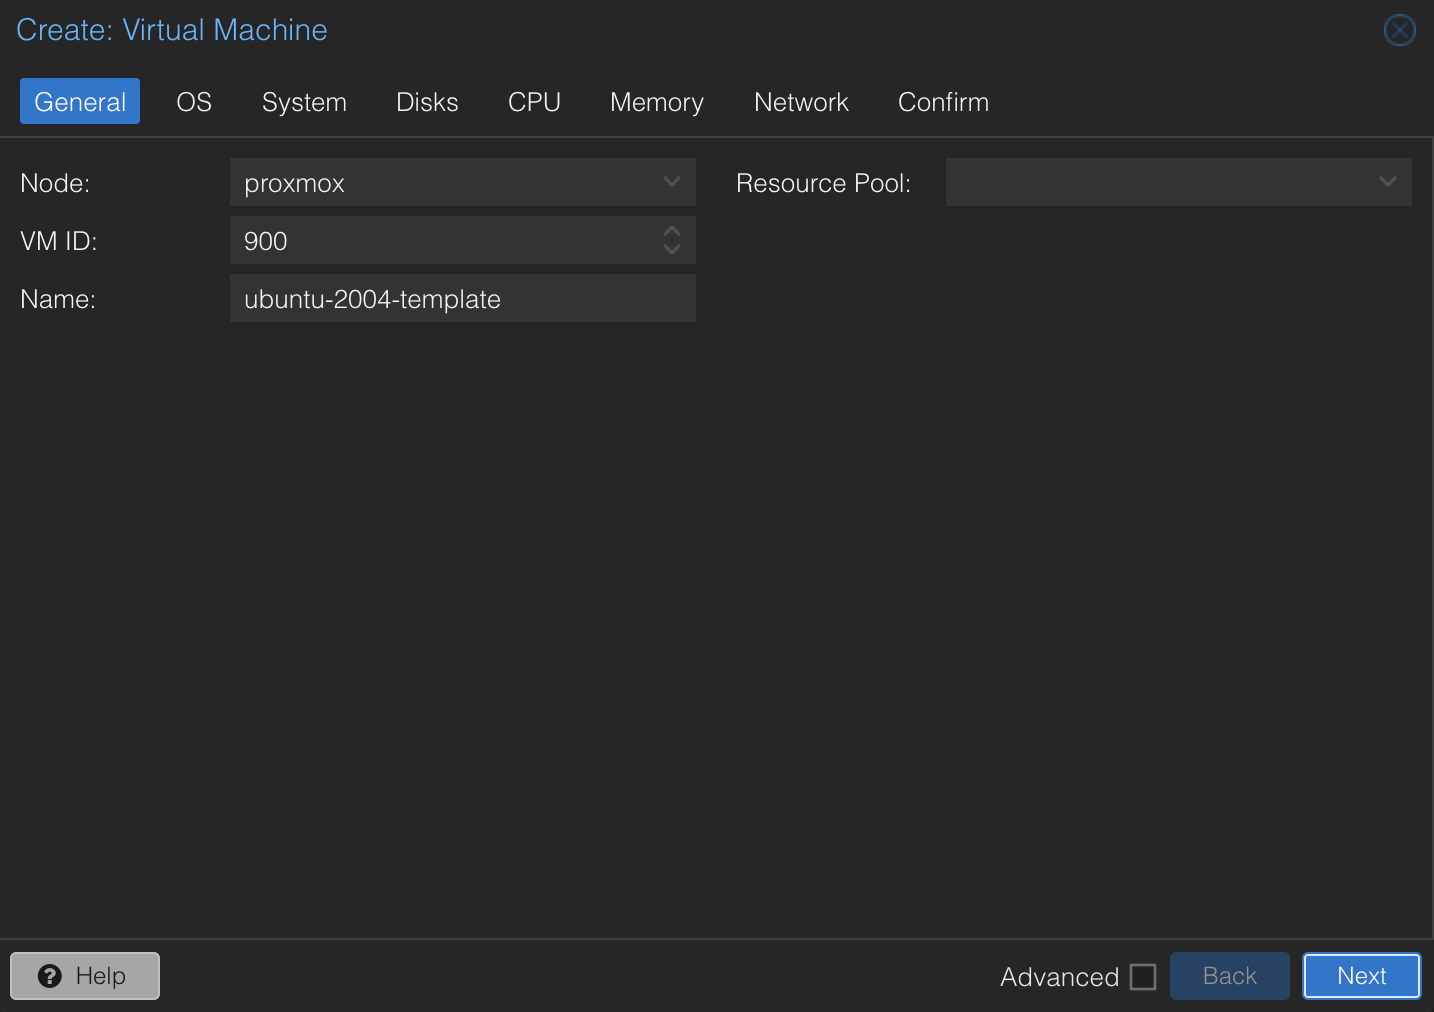 Create: Virtual Machine
General OS System Disks CPU Memory Network Confirm
Node: proxmox Resource Pool:
VM ID: 900
Name: ubuntu-2004-template
Help Advanced Back Next